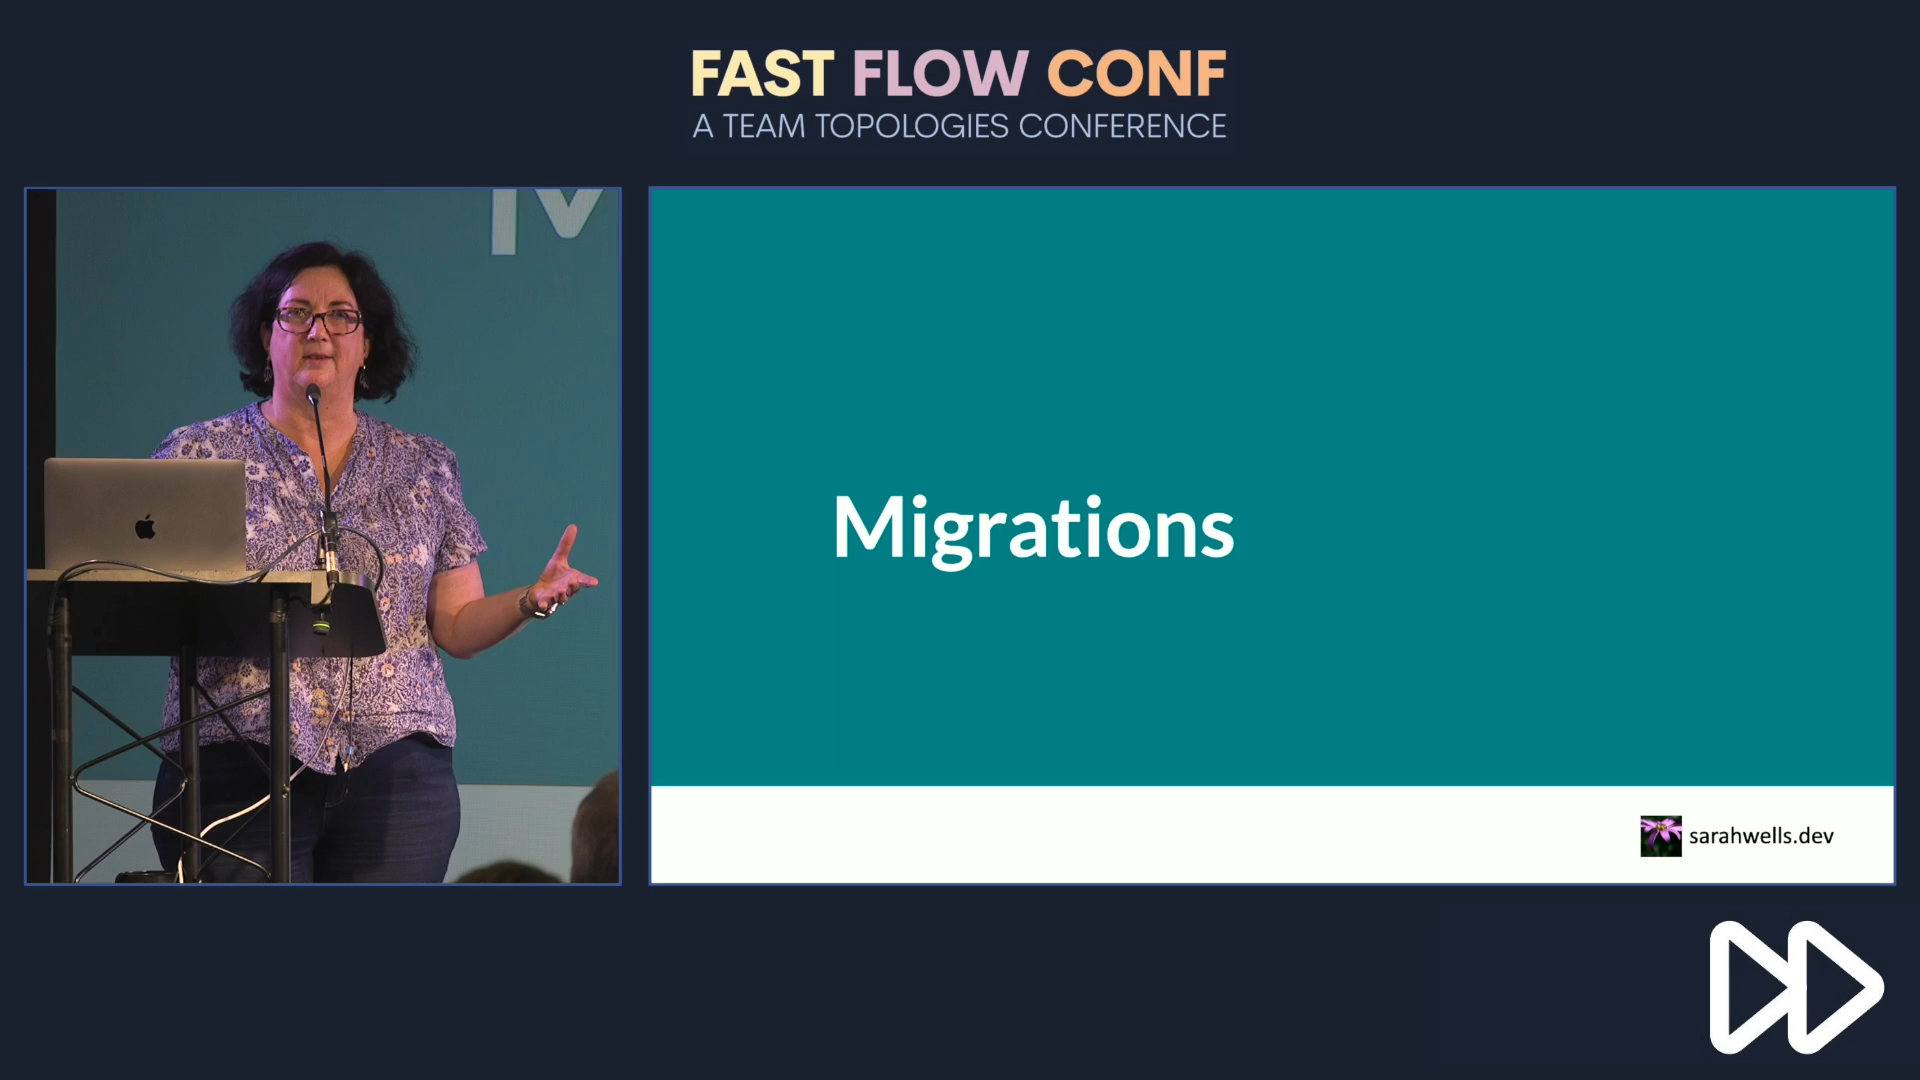 FAST FLOW CONF
A TEAM TOPOLOGIES CONFERENCE
Migrations
sarahwells.dev